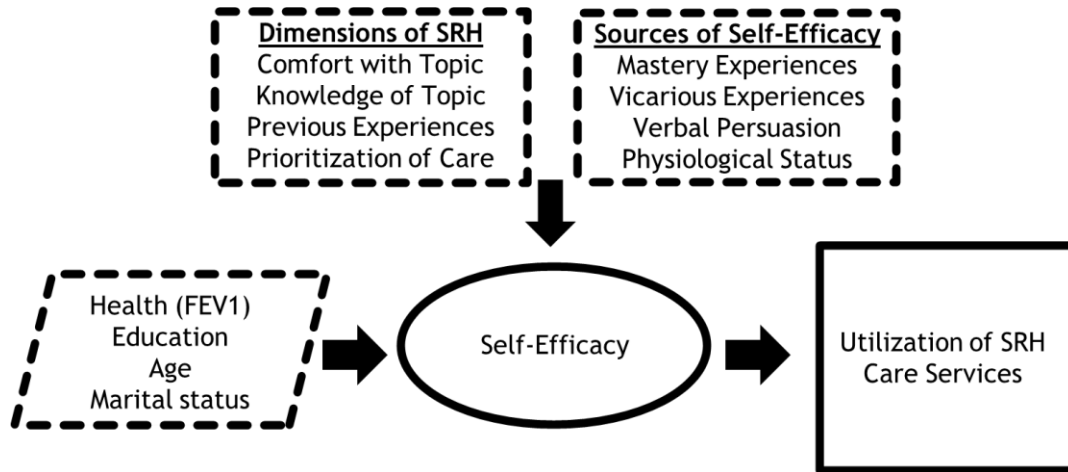 Dimensions of SRH
Comfort with Topic
Knowledge of Topic
Previous Experiences
Prioritization of Care
Sources of Self-Efficacy
Mastery Experiences
Vicarious Experiences
Verbal Persuasion
Physiological Status
Health (FEV1)
Education
Age
Marital status
Self-Efficacy
Utilization of SRH
Care Services